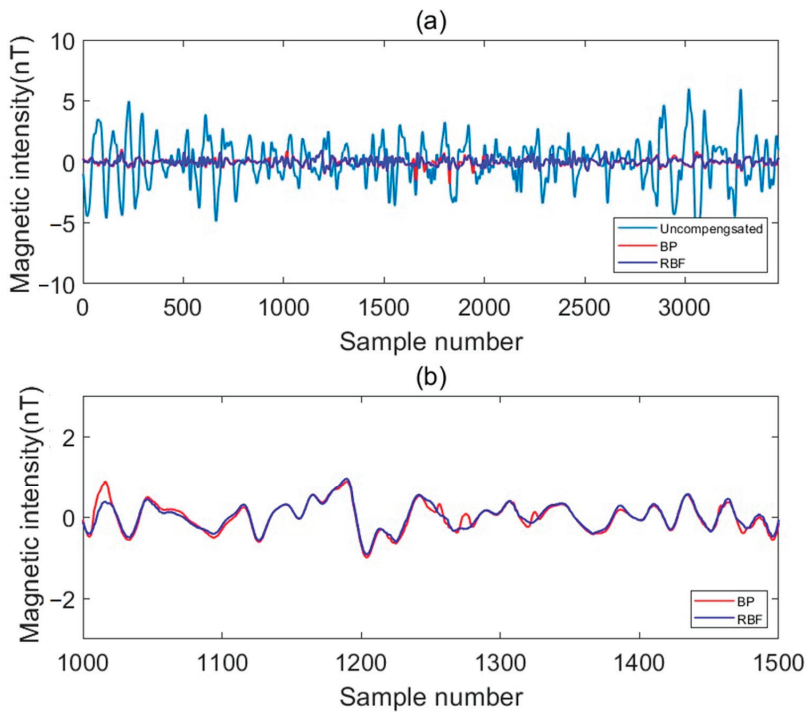 (a)
Magnetic intensity(nT)
10
5
0
−5
−10
Uncompengsated
BP
RBF
0 500 1000 1500 2000 2500 3000
Sample number
(b)
Magnetic intensity(nT)
2
0
−2
BP
RBF
1000 1100 1200 1300 1400 1500
Sample number